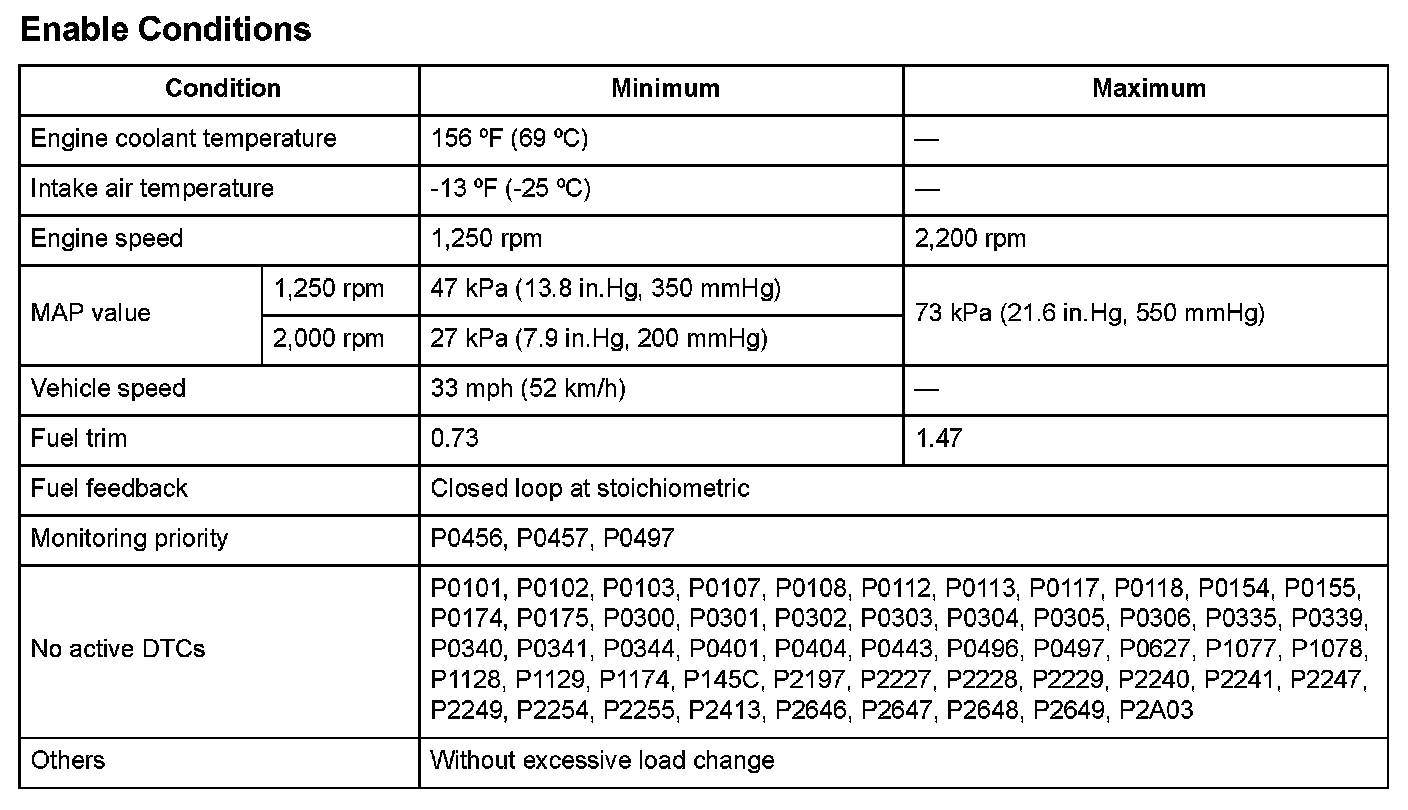 Enable Conditions
Condition Minimum Maximum
Engine coolant temperature 156 ºF (69 ºC) —
Intake air temperature -13 ºF (-25 ºC) —
Engine speed 1,250 rpm 2,200 rpm
MAP value 1,250 rpm 47 kPa (13.8 in.Hg, 350 mmHg) 73 kPa (21.6 in.Hg, 550 mmHg)
2,000 rpm 27 kPa (7.9 in.Hg, 200 mmHg)
Vehicle speed 33 mph (52 km/h) —
Fuel trim 0.73 1.47
Fuel feedback Closed loop at stoichiometric
Monitoring priority P0456, P0457, P0497
No active DTCs
P0101, P0102, P0103, P0107, P0108, P0112, P0113, P0117, P0118, P0154, P0155,
P0174, P0175, P0300, P0301, P0302, P0303, P0304, P0305, P0306, P0335, P0339,
P0340, P0341, P0344, P0401, P0404, P0443, P0496, P0497, P0627, P1077, P1078,
P1128, P1129, P1174, P145C, P2197, P2227, P2228, P2229, P2240, P2241, P2247,
P2249, P2254, P2255, P2413, P2646, P2647, P2648, P2649, P2A03
Others Without excessive load change